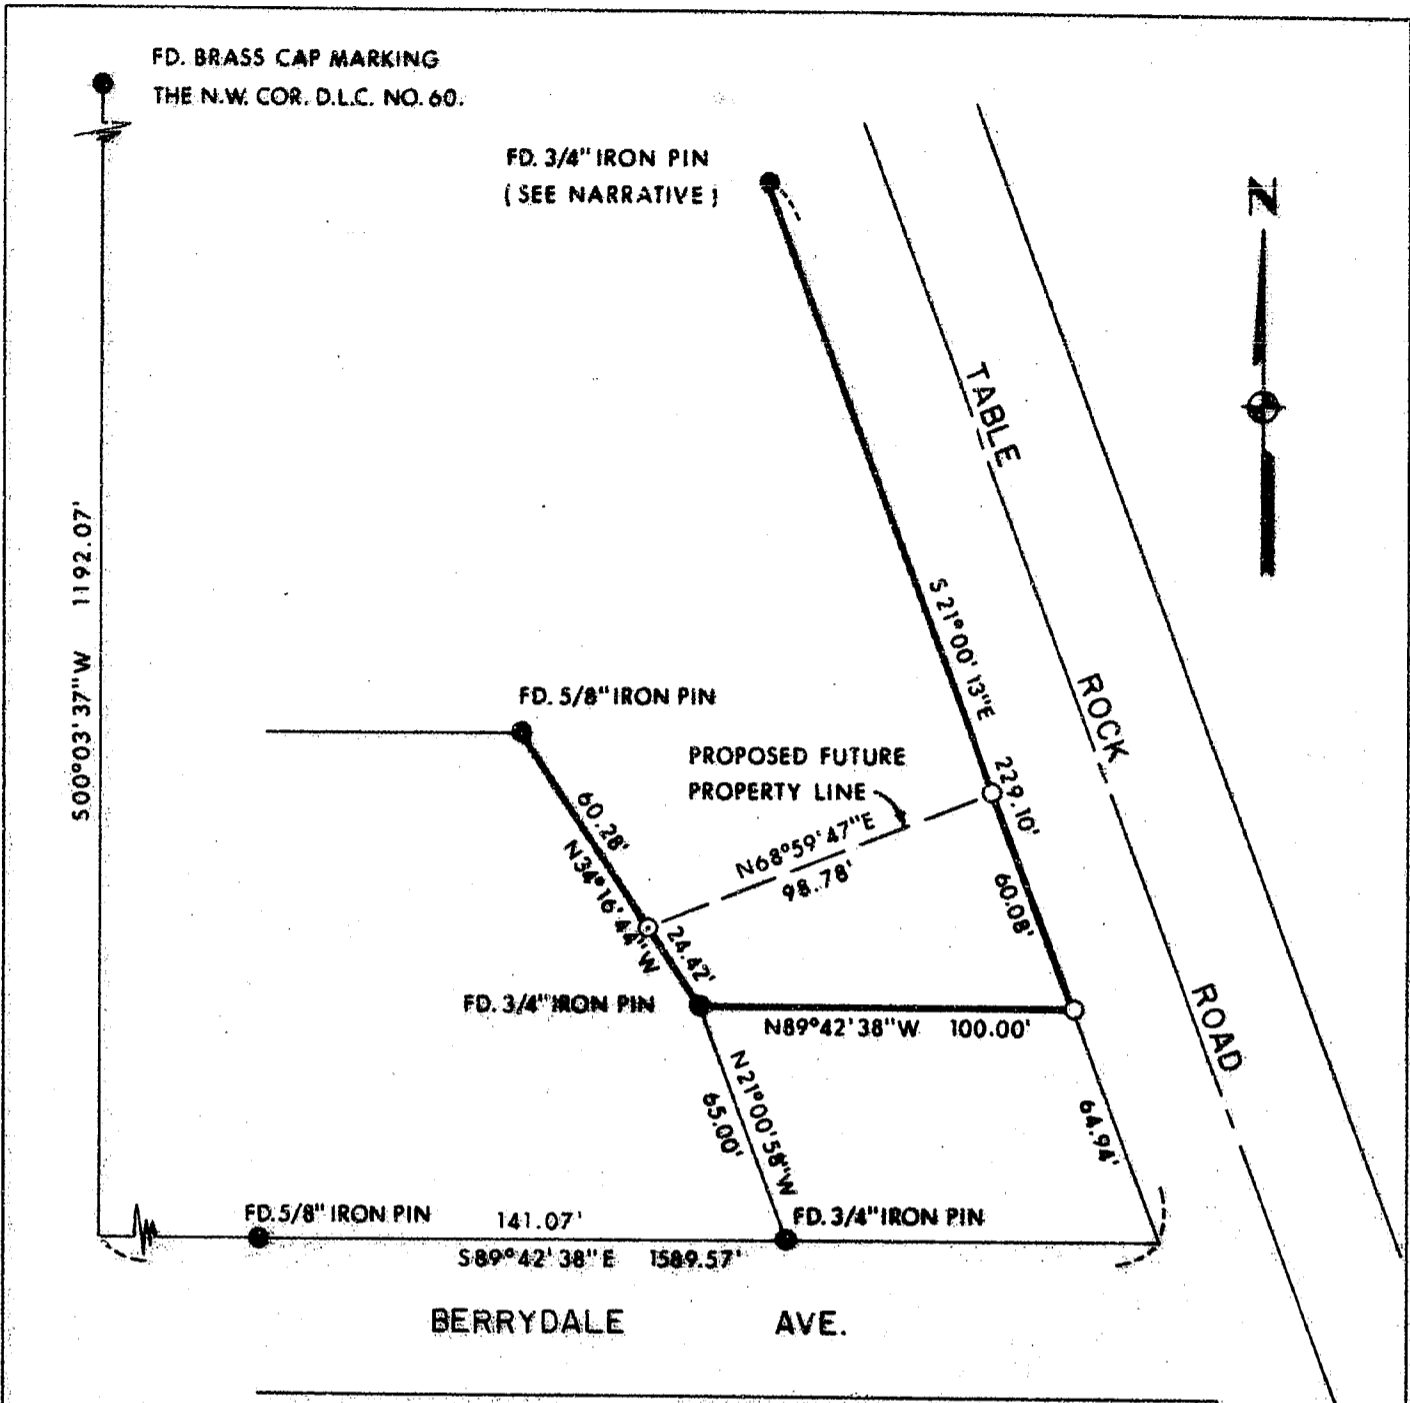 FD. BRASS CAP MARKING
THE N.W. COR. D.L.C. NO. 60.
FD. 3/4" IRON PIN
( SEE NARRATIVE )
N
TABLE
ROCK
ROAD
S00°03'37"W 1192.07'
S 21°00'13"E
229.10'
FD. 5/8" IRON PIN
PROPOSED FUTURE
PROPERTY LINE
60.28'
N34°16'44"W
N68°59'47"E
98.78'
60.08'
24.42'
FD. 3/4" IRON PIN
N89°42'38"W 100.00'
N21°00'58"W
65.00'
64.94'
FD. 5/8" IRON PIN
141.07'
FD. 3/4" IRON PIN
S89°42'38"E 1589.57'
BERRYDALE AVE.